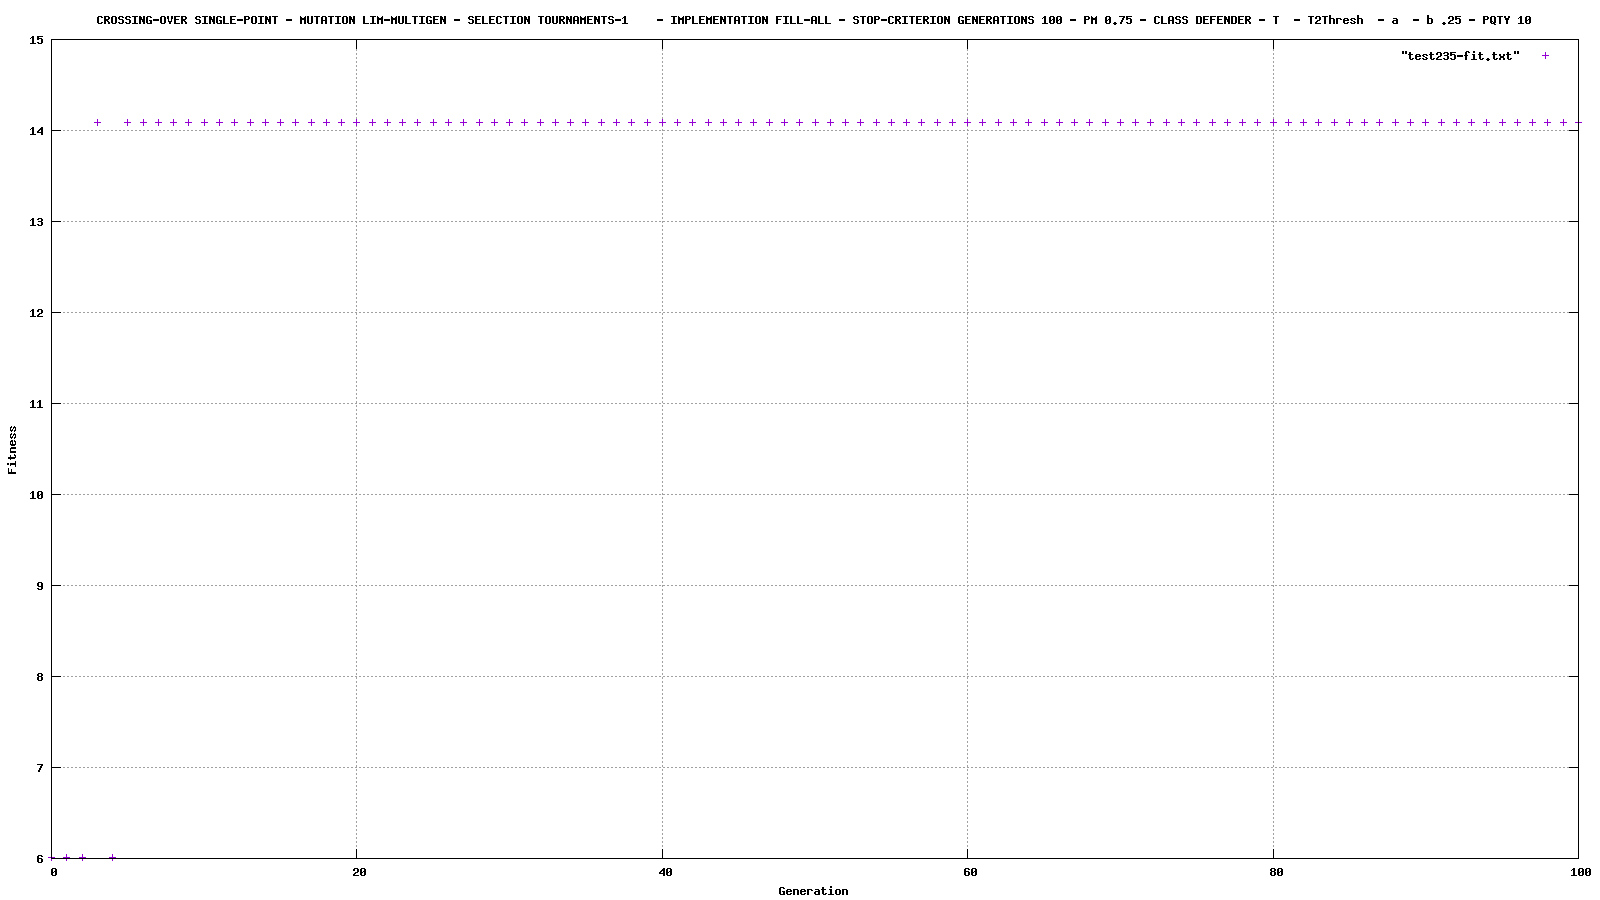 CROSSING-OVER SINGLE-POINT - MUTATION LIM-MULTIGEN - SELECTION TOURNAMENTS-1    - IMPLEMENTATION FILL-ALL - STOP-CRITERION GENERATIONS 100 - PM 0.75 - CLASS DEFENDER - T  - T2Thresh  - a  - b .25 - PQTY 10
"test235-fit.txt"
15
14
13
12
11
10
9
8
7
6
Fitness
0 20 40 60 80 100
Generation